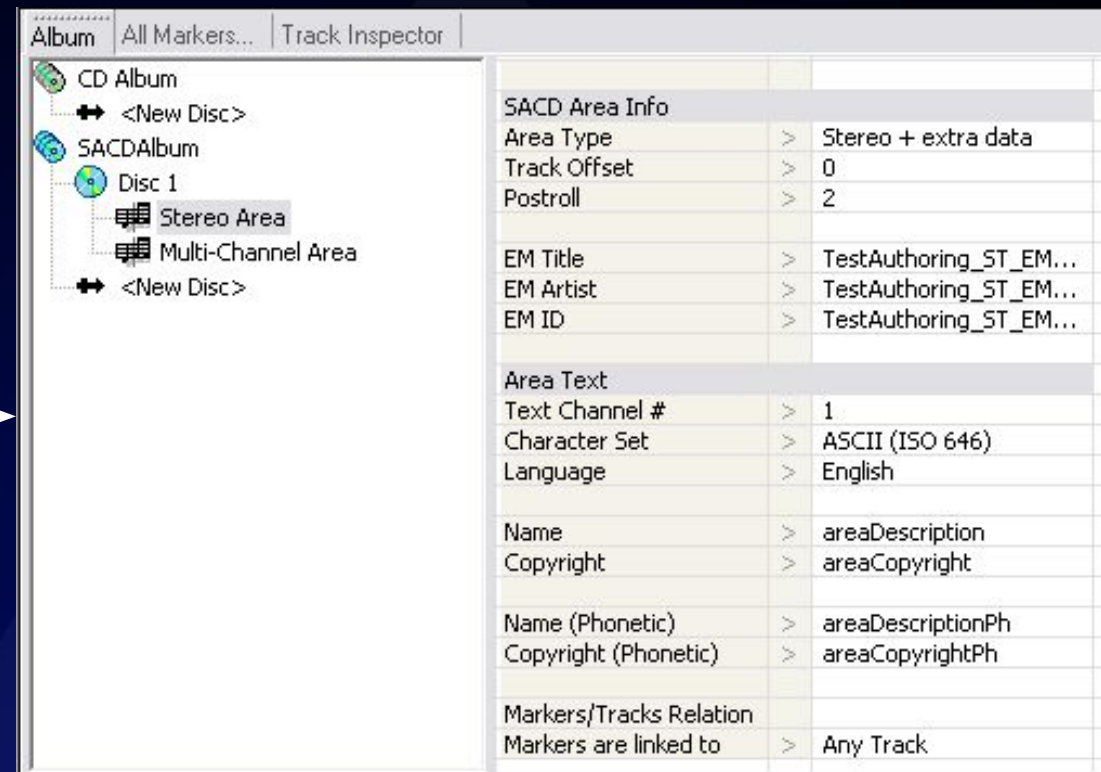 Album All Markers... Track Inspector
CD Album
<New Disc>
SACDAlbum
Disc 1
Stereo Area
Multi-Channel Area
<New Disc>
SACD Area Info
Area Type > Stereo + extra data
Track Offset > 0
Postroll > 2
EM Title > TestAuthoring_ST_EM...
EM Artist > TestAuthoring_ST_EM...
EM ID > TestAuthoring_ST_EM...
Area Text
Text Channel # > 1
Character Set > ASCII (ISO 646)
Language > English
Name > areaDescription
Copyright > areaCopyright
Name (Phonetic) > areaDescriptionPh
Copyright (Phonetic) > areaCopyrightPh
Markers/Tracks Relation
Markers are linked to > Any Track